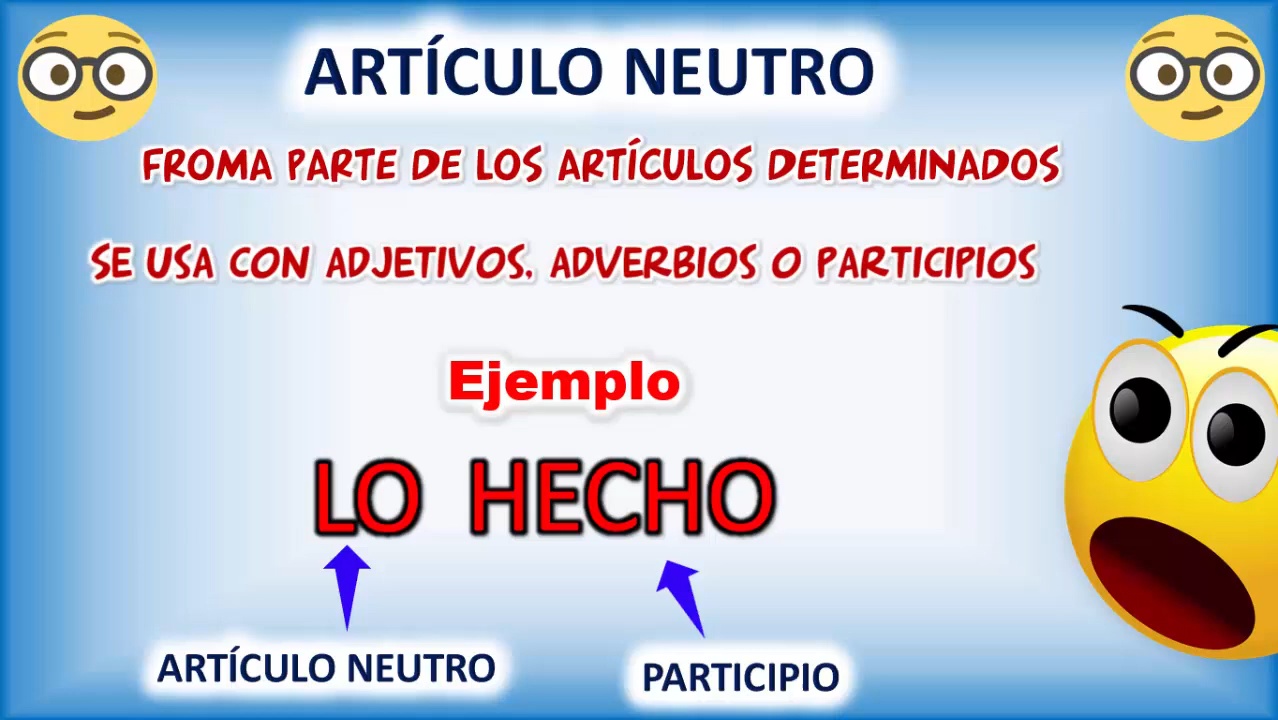 ARTÍCULO NEUTRO
FROMA PARTE DE LOS ARTÍCULOS DETERMINADOS
SE USA CON ADJETIVOS, ADVERBIOS O PARTICIPIOS
Ejemplo
LO HECHO
ARTÍCULO NEUTRO
PARTICIPIO